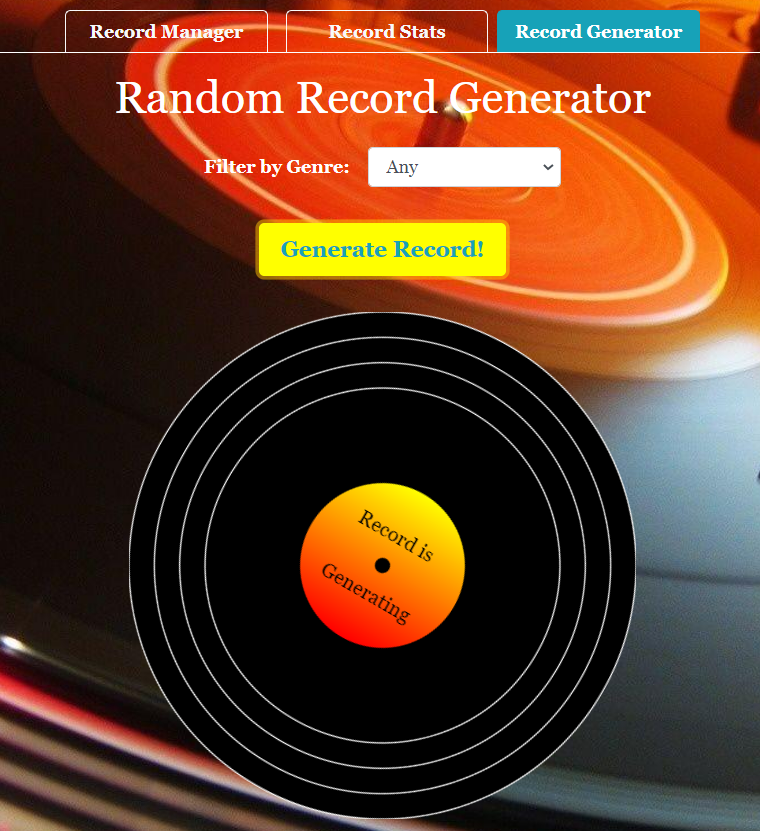 Record Manager
Record Stats
Record Generator
Random Record Generator
Filter by Genre:
Any
Generate Record!
Record is
Generating